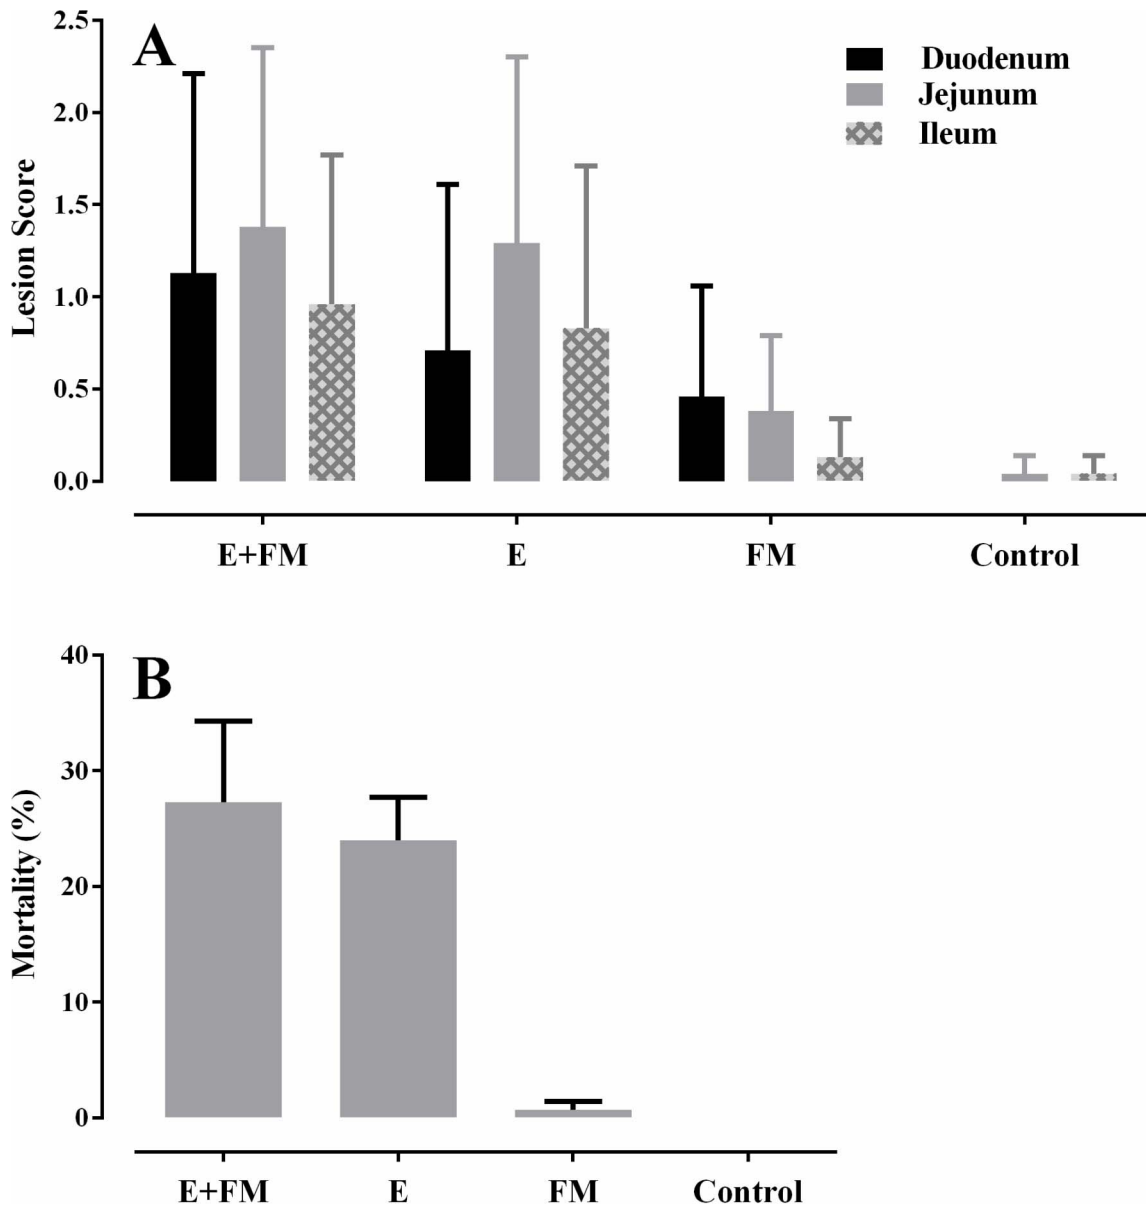 A
2.5
2.0
1.5
1.0
0.5
0.0
Lesion Score
Duodenum
Jejunum
Ileum
E+FM E FM Control
B
40
30
20
10
0
Mortality (%)
E+FM E FM Control